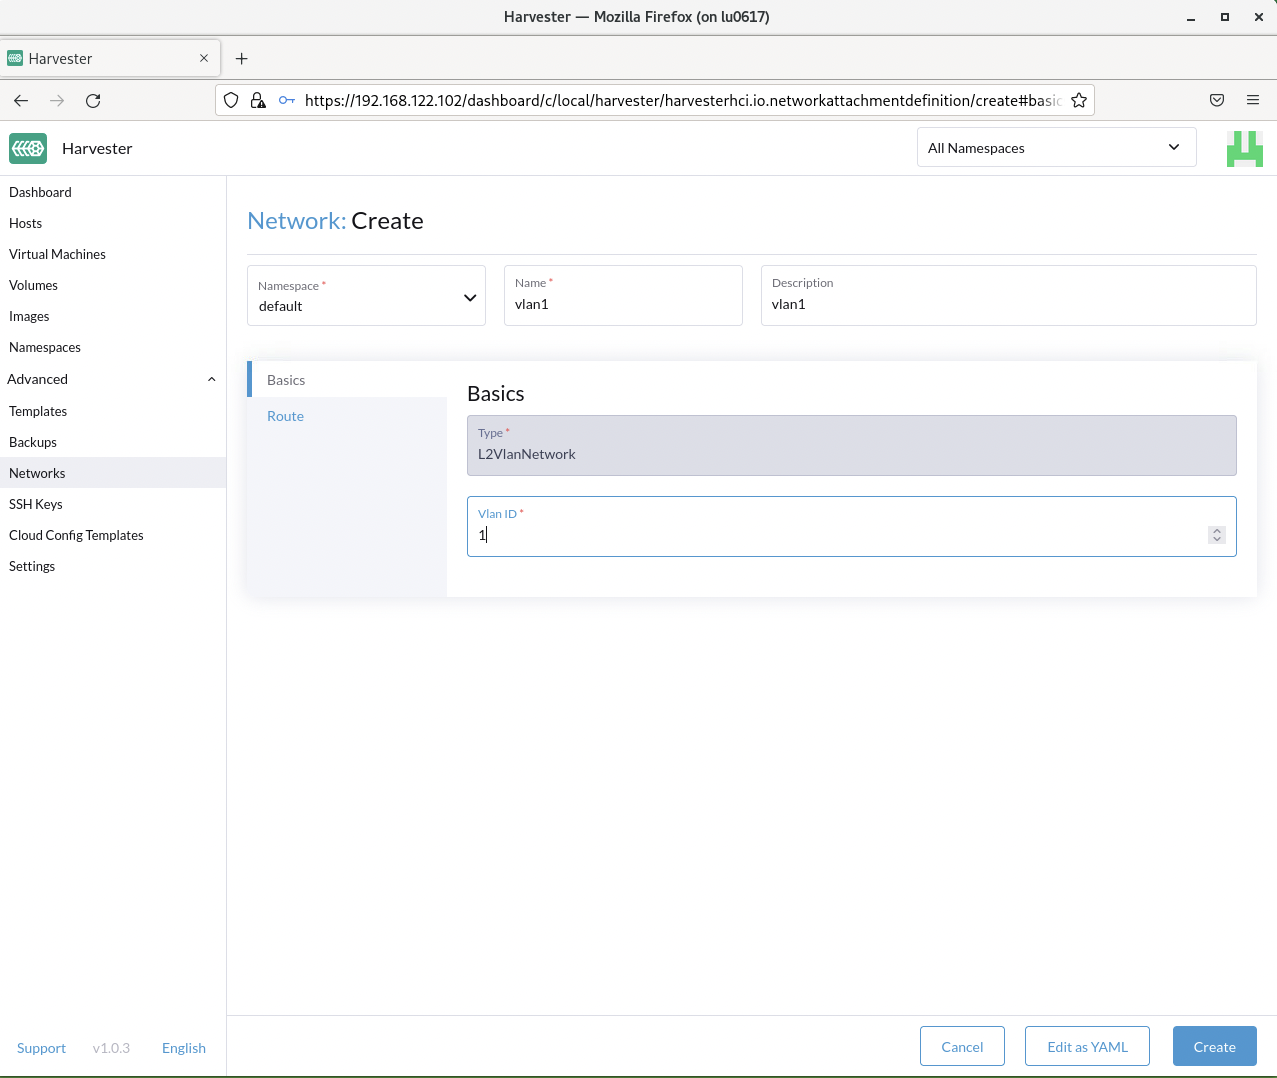 Harvester — Mozilla Firefox (on lu0617)
Harvester
https://192.168.122.102/dashboard/c/local/harvester/harvesterhci.io.networkattachmentdefinition/create#basic
Harvester
All Namespaces
Dashboard
Hosts
Virtual Machines
Volumes
Images
Namespaces
Advanced
Templates
Backups
Networks
SSH Keys
Cloud Config Templates
Settings
Network: Create
Namespace *
default
Name *
vlan1
Description
vlan1
Basics
Route
Basics
Type *
L2VlanNetwork
Vlan ID *
1
Support v1.0.3 English
Cancel Edit as YAML Create